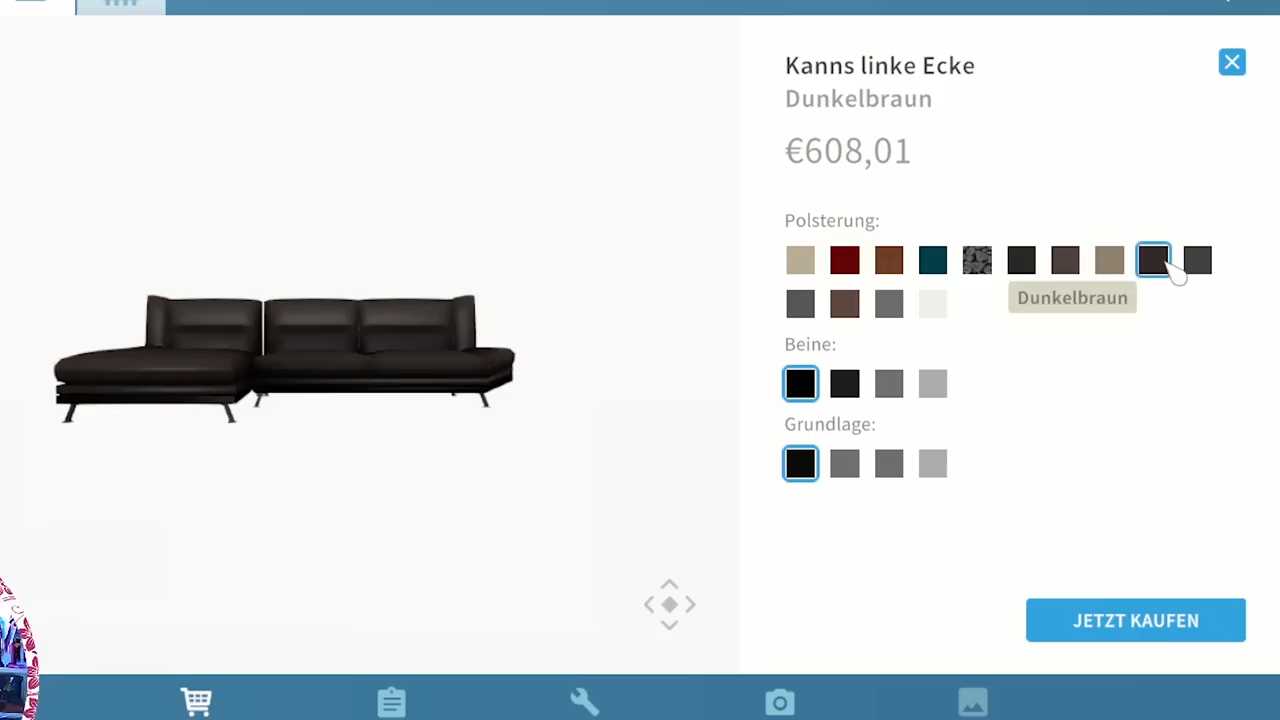 Kanns linke Ecke
Dunkelbraun
€608,01
Polsterung:
Dunkelbraun
Beine:
Grundlage:
JETZT KAUFEN